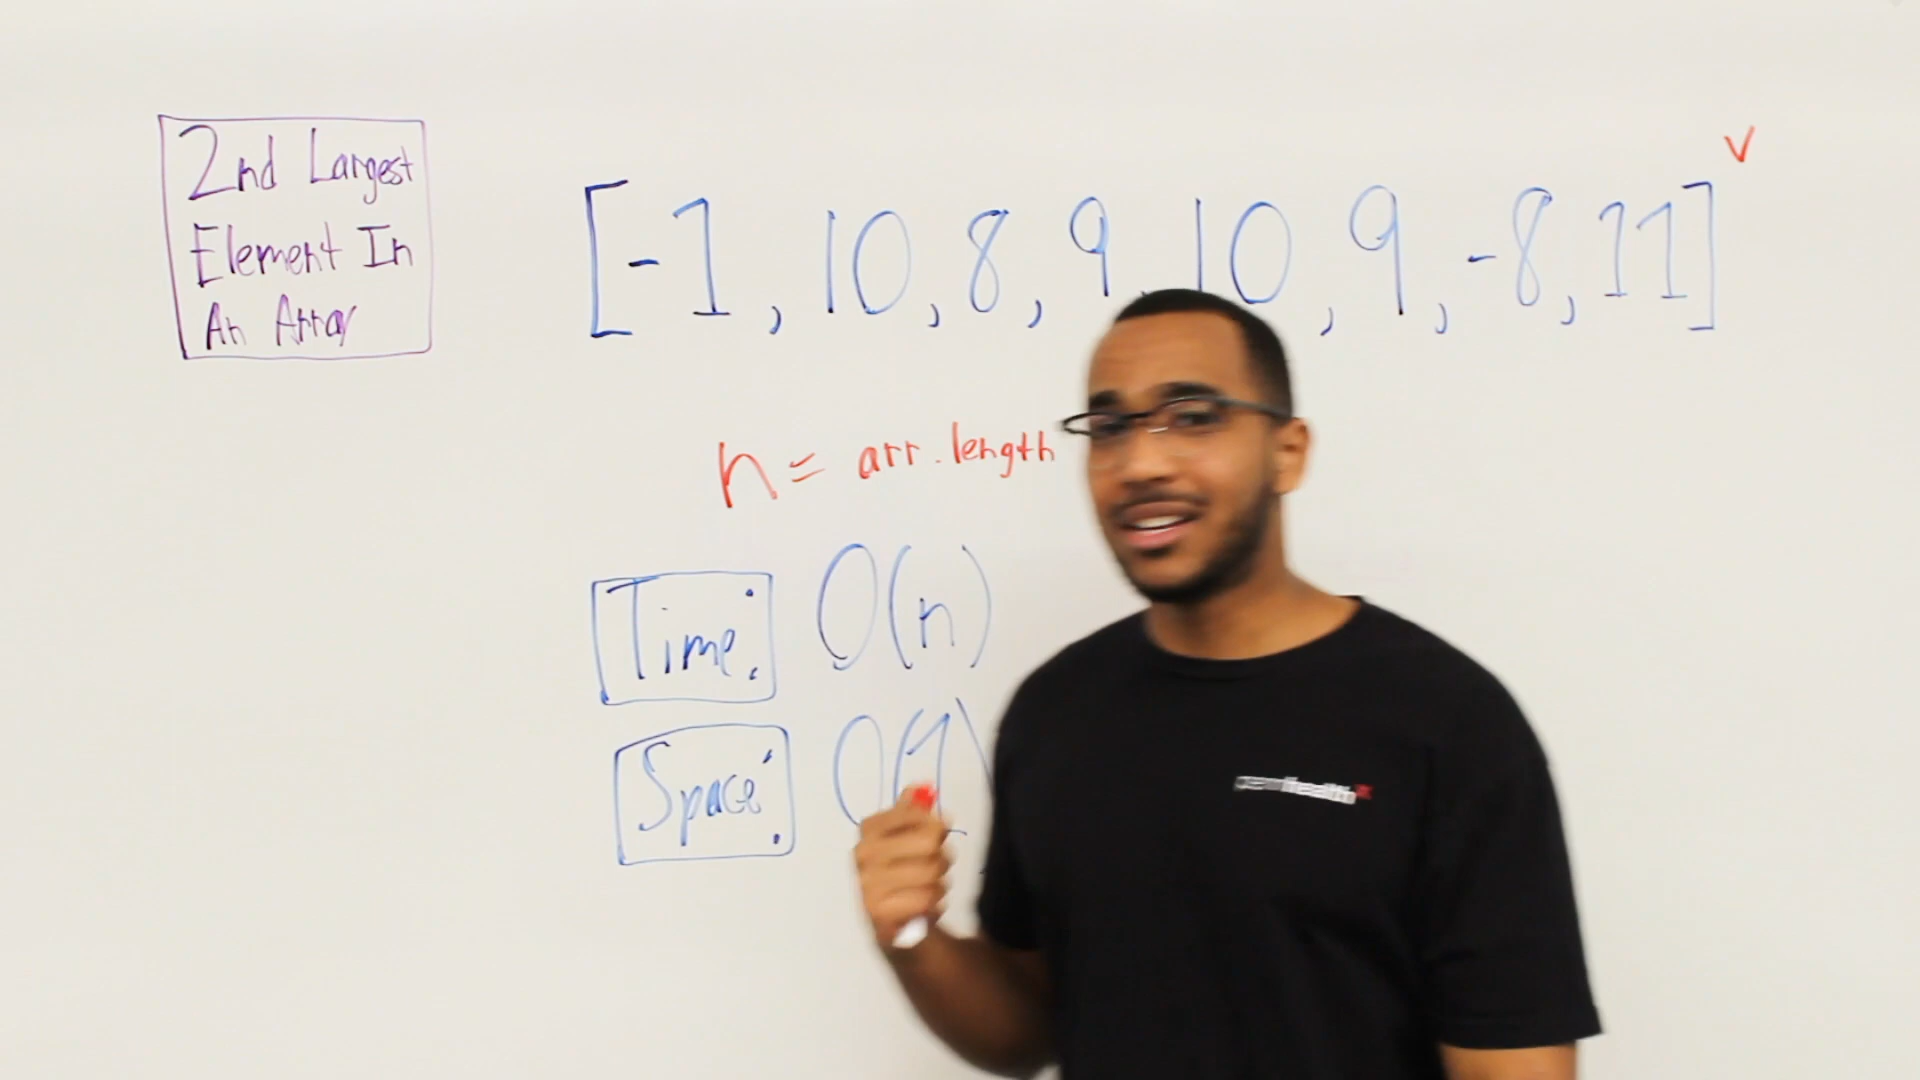 2nd Largest
Element In
An Array
v
[-1, 10, 8, 9, 10, 9, -8, 11]
n = arr.length
Time: O(n)
Space: O(1)